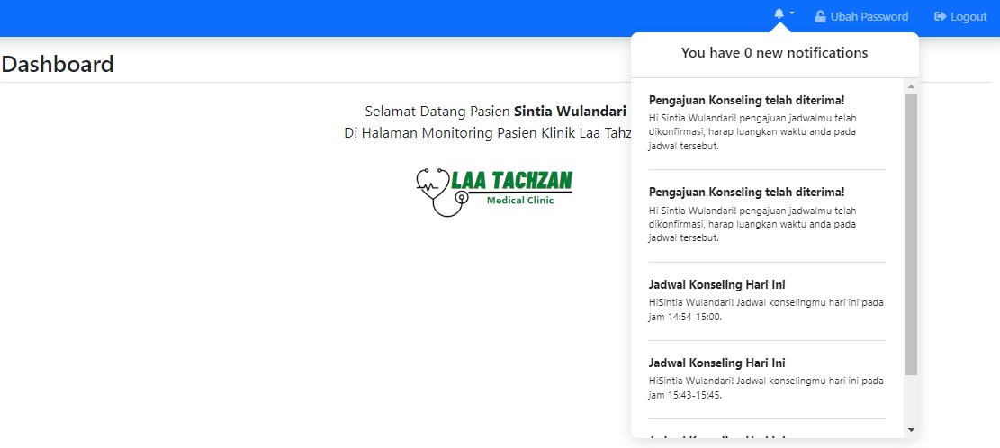 Ubah Password
Logout
Dashboard
Selamat Datang Pasien Sintia Wulandari
Di Halaman Monitoring Pasien Klinik Laa
LAA TACHZAN
Medical Clinic
You have 0 new notifications
Pengajuan Konseling telah diterima!
Hi Sintia Wulandari! pengajuan jadwalmu telah
dikonfirmasi, harap luangkan waktu anda pada
jadwal tersebut.
Pengajuan Konseling telah diterima!
Hi Sintia Wulandari! pengajuan jadwalmu telah
dikonfirmasi, harap luangkan waktu anda pada
jadwal tersebut.
Jadwal Konseling Hari Ini
HiSintia Wulandari! Jadwal konselingmu hari ini pada
jam 14:54-15:00.
Jadwal Konseling Hari Ini
HiSintia Wulandari! Jadwal konselingmu hari ini pada
jam 15:43-15:45.